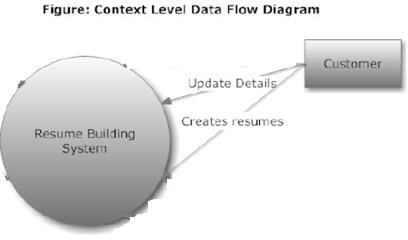 Figure: Context Level Data Flow Diagram
Customer
Update Details
Creates resumes
Resume Building
System